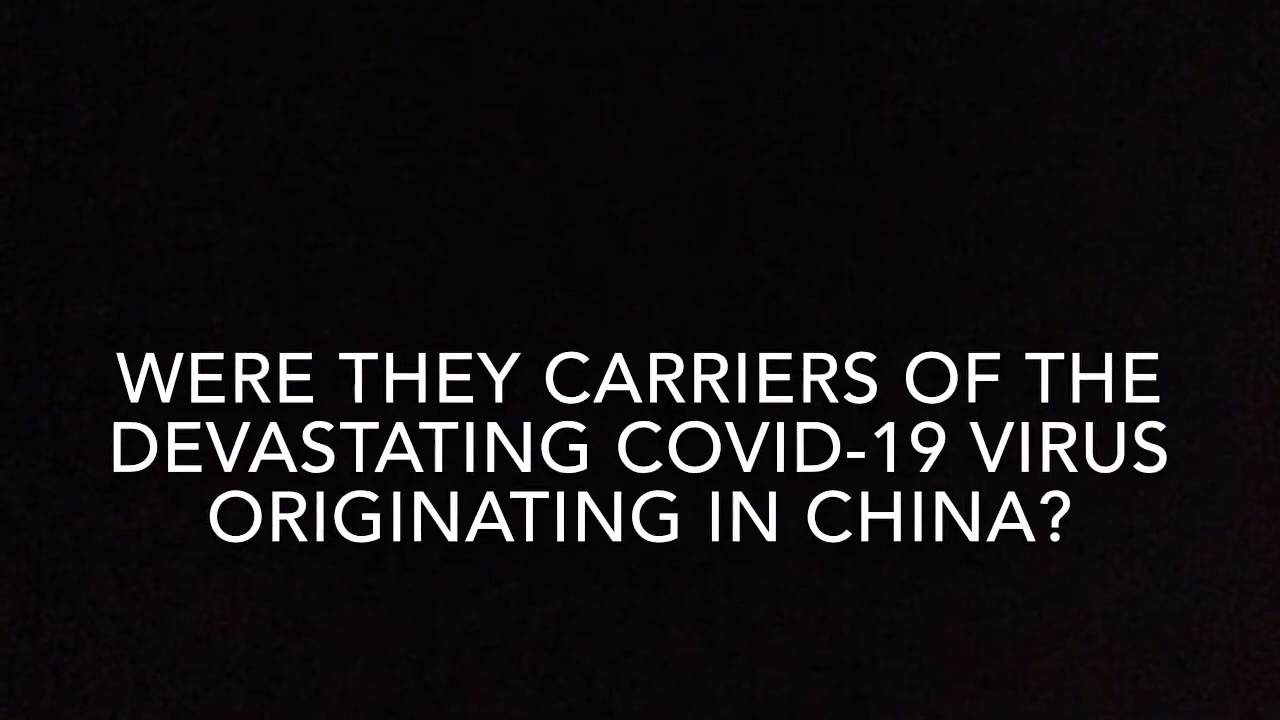 WERE THEY CARRIERS OF THE
DEVASTATING COVID-19 VIRUS
ORIGINATING IN CHINA?